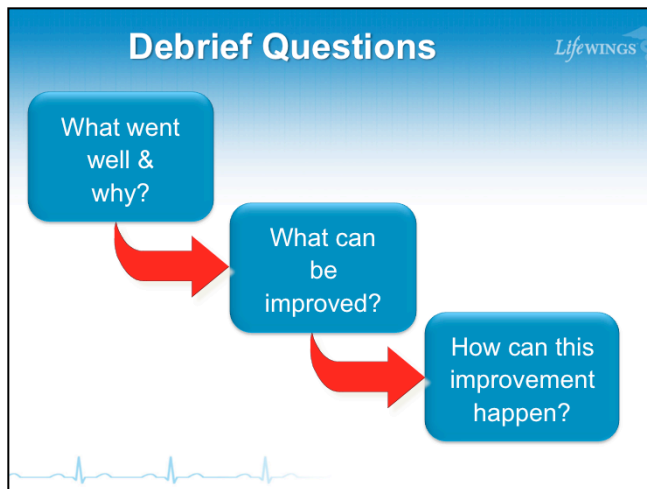 Debrief Questions
LifeWINGS
What went
well &
why?
What can
be
improved?
How can this
improvement
happen?